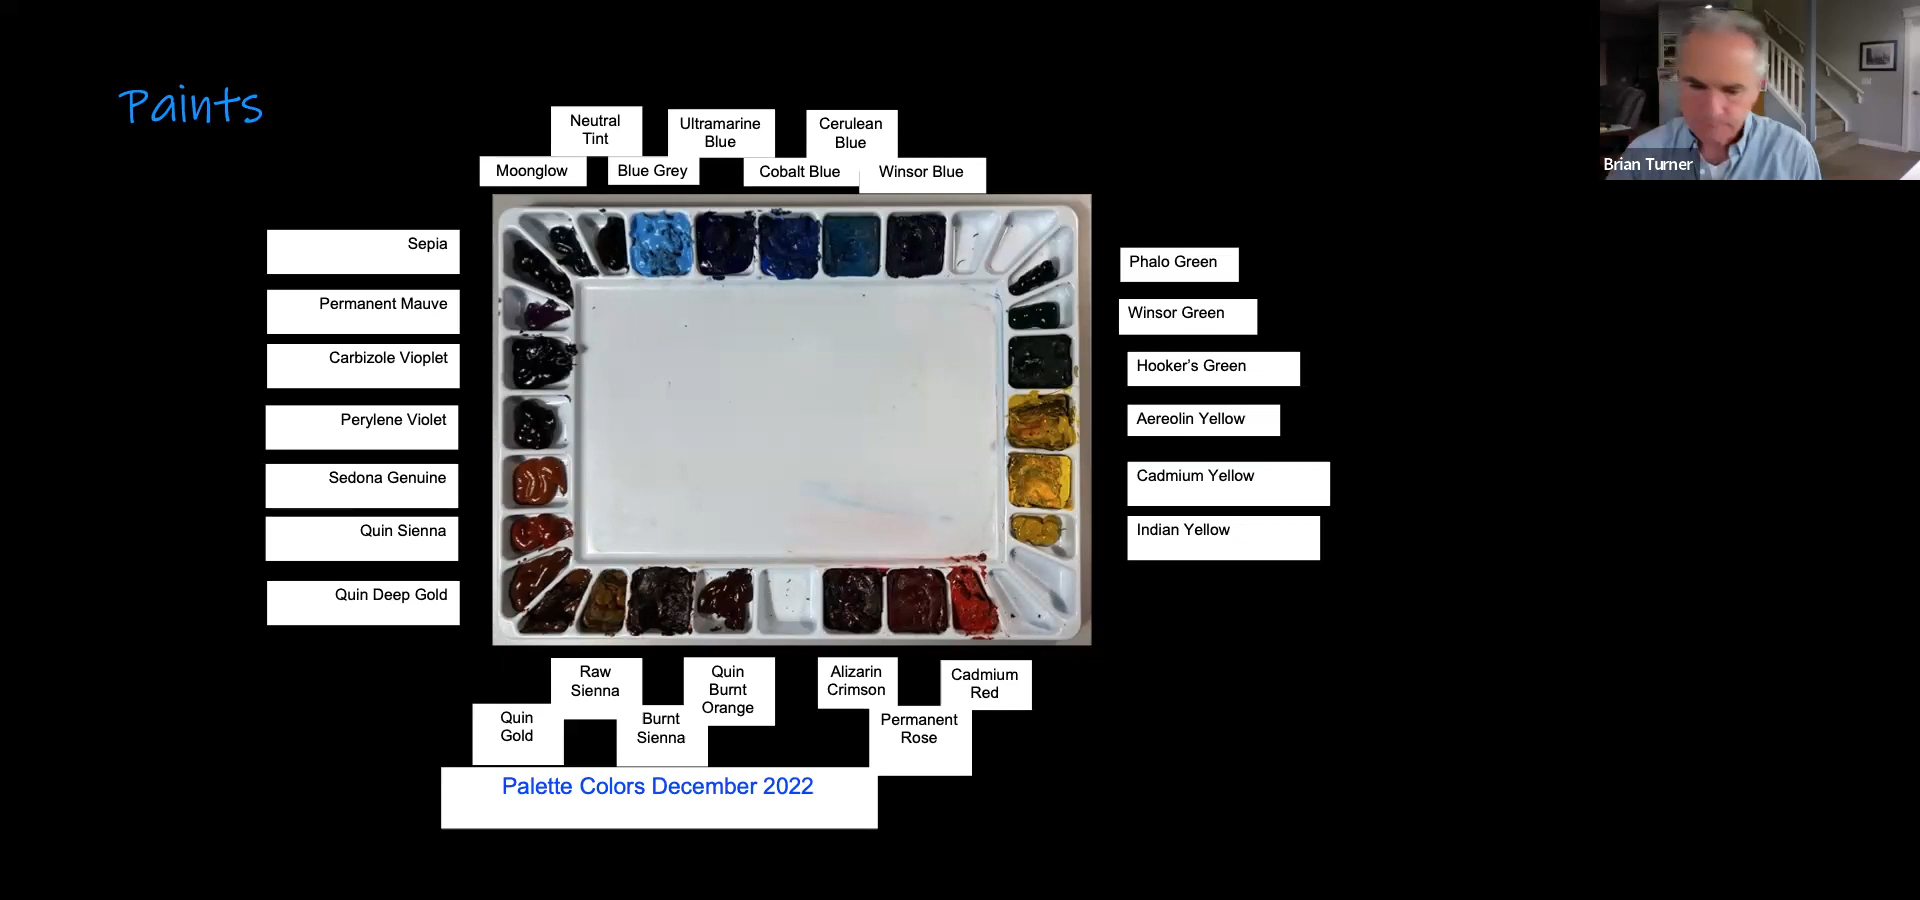 Paints
Brian Turner
Neutral
Tint
Ultramarine
Blue
Cerulean
Blue
Moonglow
Blue Grey
Cobalt Blue
Winsor Blue
Sepia
Permanent Mauve
Carbizole Vioplet
Perylene Violet
Sedona Genuine
Quin Sienna
Quin Deep Gold
Phalo Green
Winsor Green
Hooker's Green
Aereolin Yellow
Cadmium Yellow
Indian Yellow
Raw
Sienna
Quin
Burnt
Orange
Alizarin
Crimson
Cadmium
Red
Quin
Gold
Burnt
Sienna
Permanent
Rose
Palette Colors December 2022